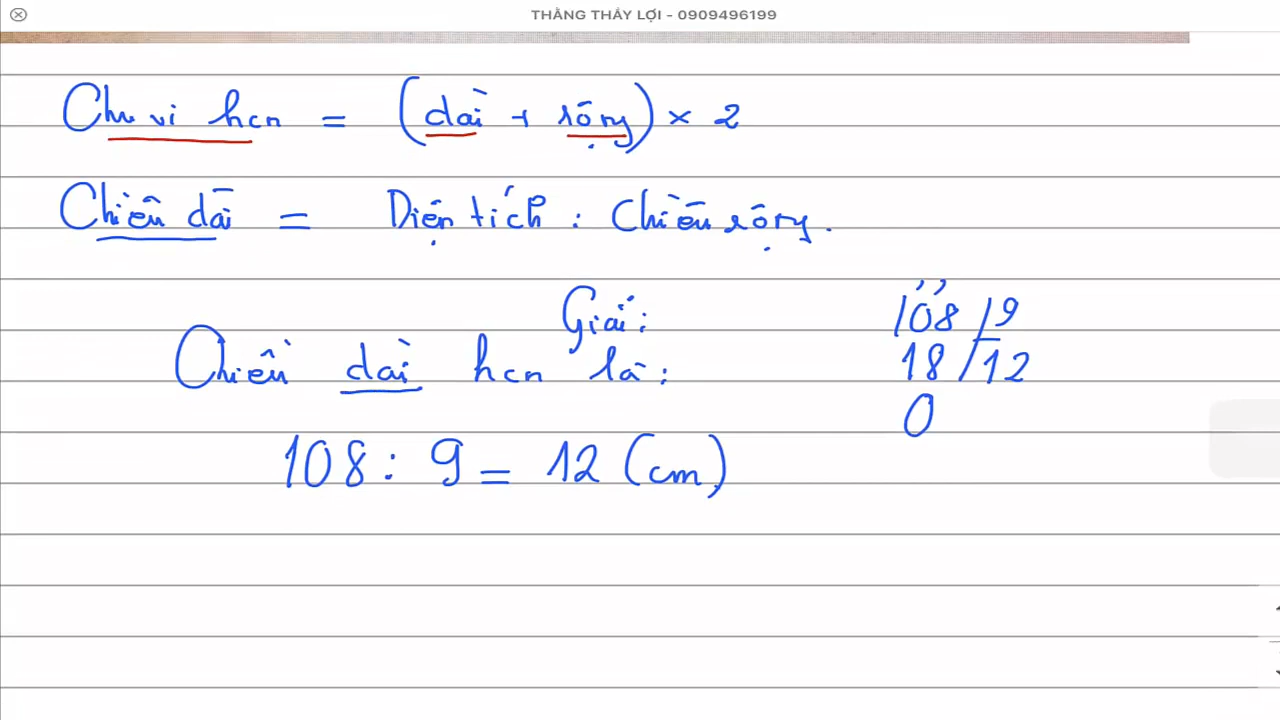 THẰNG THẦY LỢI - 0909496199
Chu vi hcn = (dài + rộng) × 2
Chiều dài = Diện tích : Chiều rộng.
Giải:
Chiều dài hcn là:
108 : 9 = 12 (cm)
108 / 9
18 / 12
0